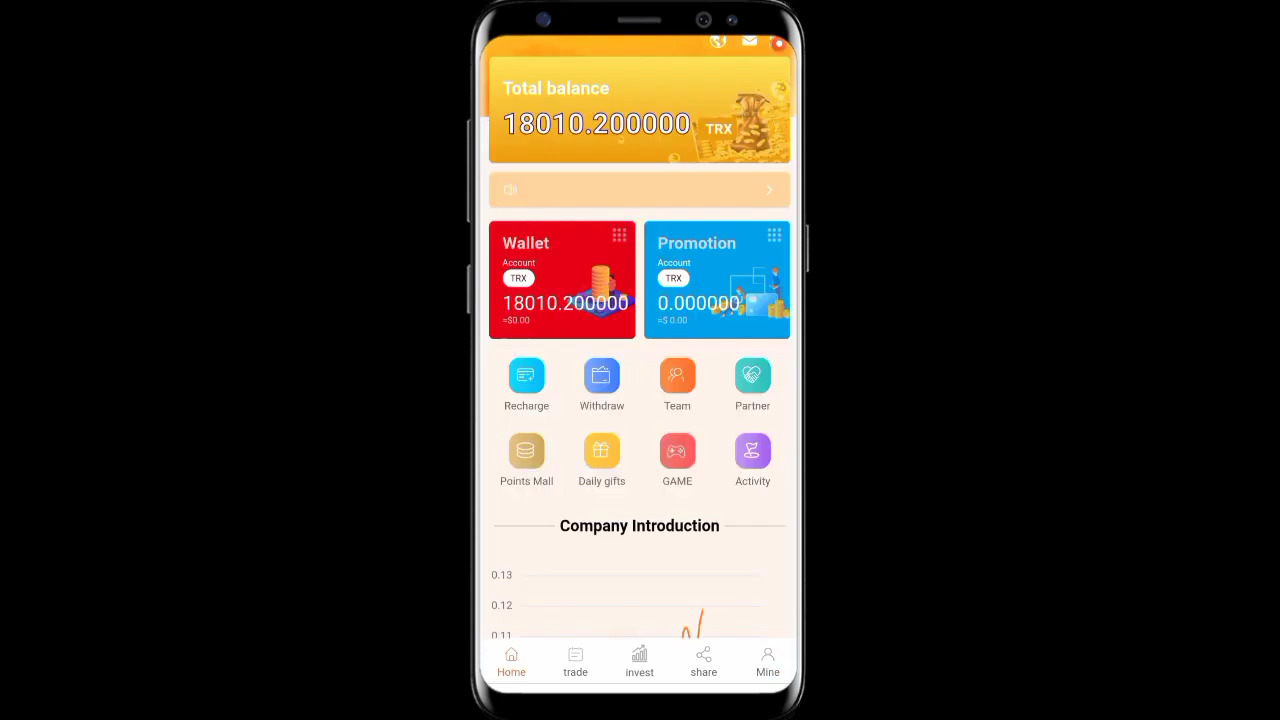 Total balance
18010.200000 TRX
Wallet
Account
TRX
18010.200000
≈$0.00
Promotion
Account
TRX
0.000000
≈$ 0.00
Recharge Withdraw Team Partner
Points Mall Daily gifts GAME Activity
Company Introduction
0.13
0.12
0.11
Home trade invest share Mine